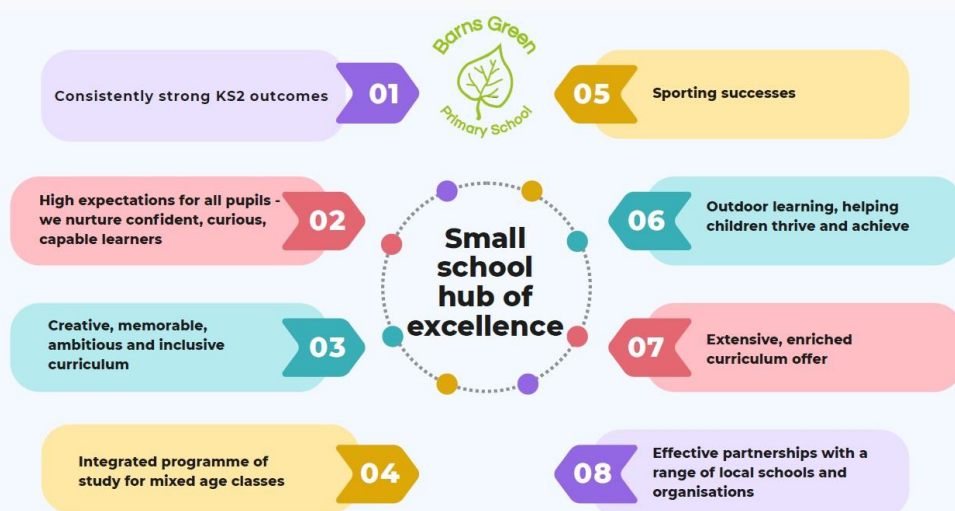 Barns Green
Primary School
01
Consistently strong KS2 outcomes
02
High expectations for all pupils -
we nurture confident, curious,
capable learners
03
Creative, memorable,
ambitious and inclusive
curriculum
04
Integrated programme of
study for mixed age classes
Small
school
hub of
excellence
05
Sporting successes
06
Outdoor learning, helping
children thrive and achieve
07
Extensive, enriched
curriculum offer
08
Effective partnerships with a
range of local schools and
organisations